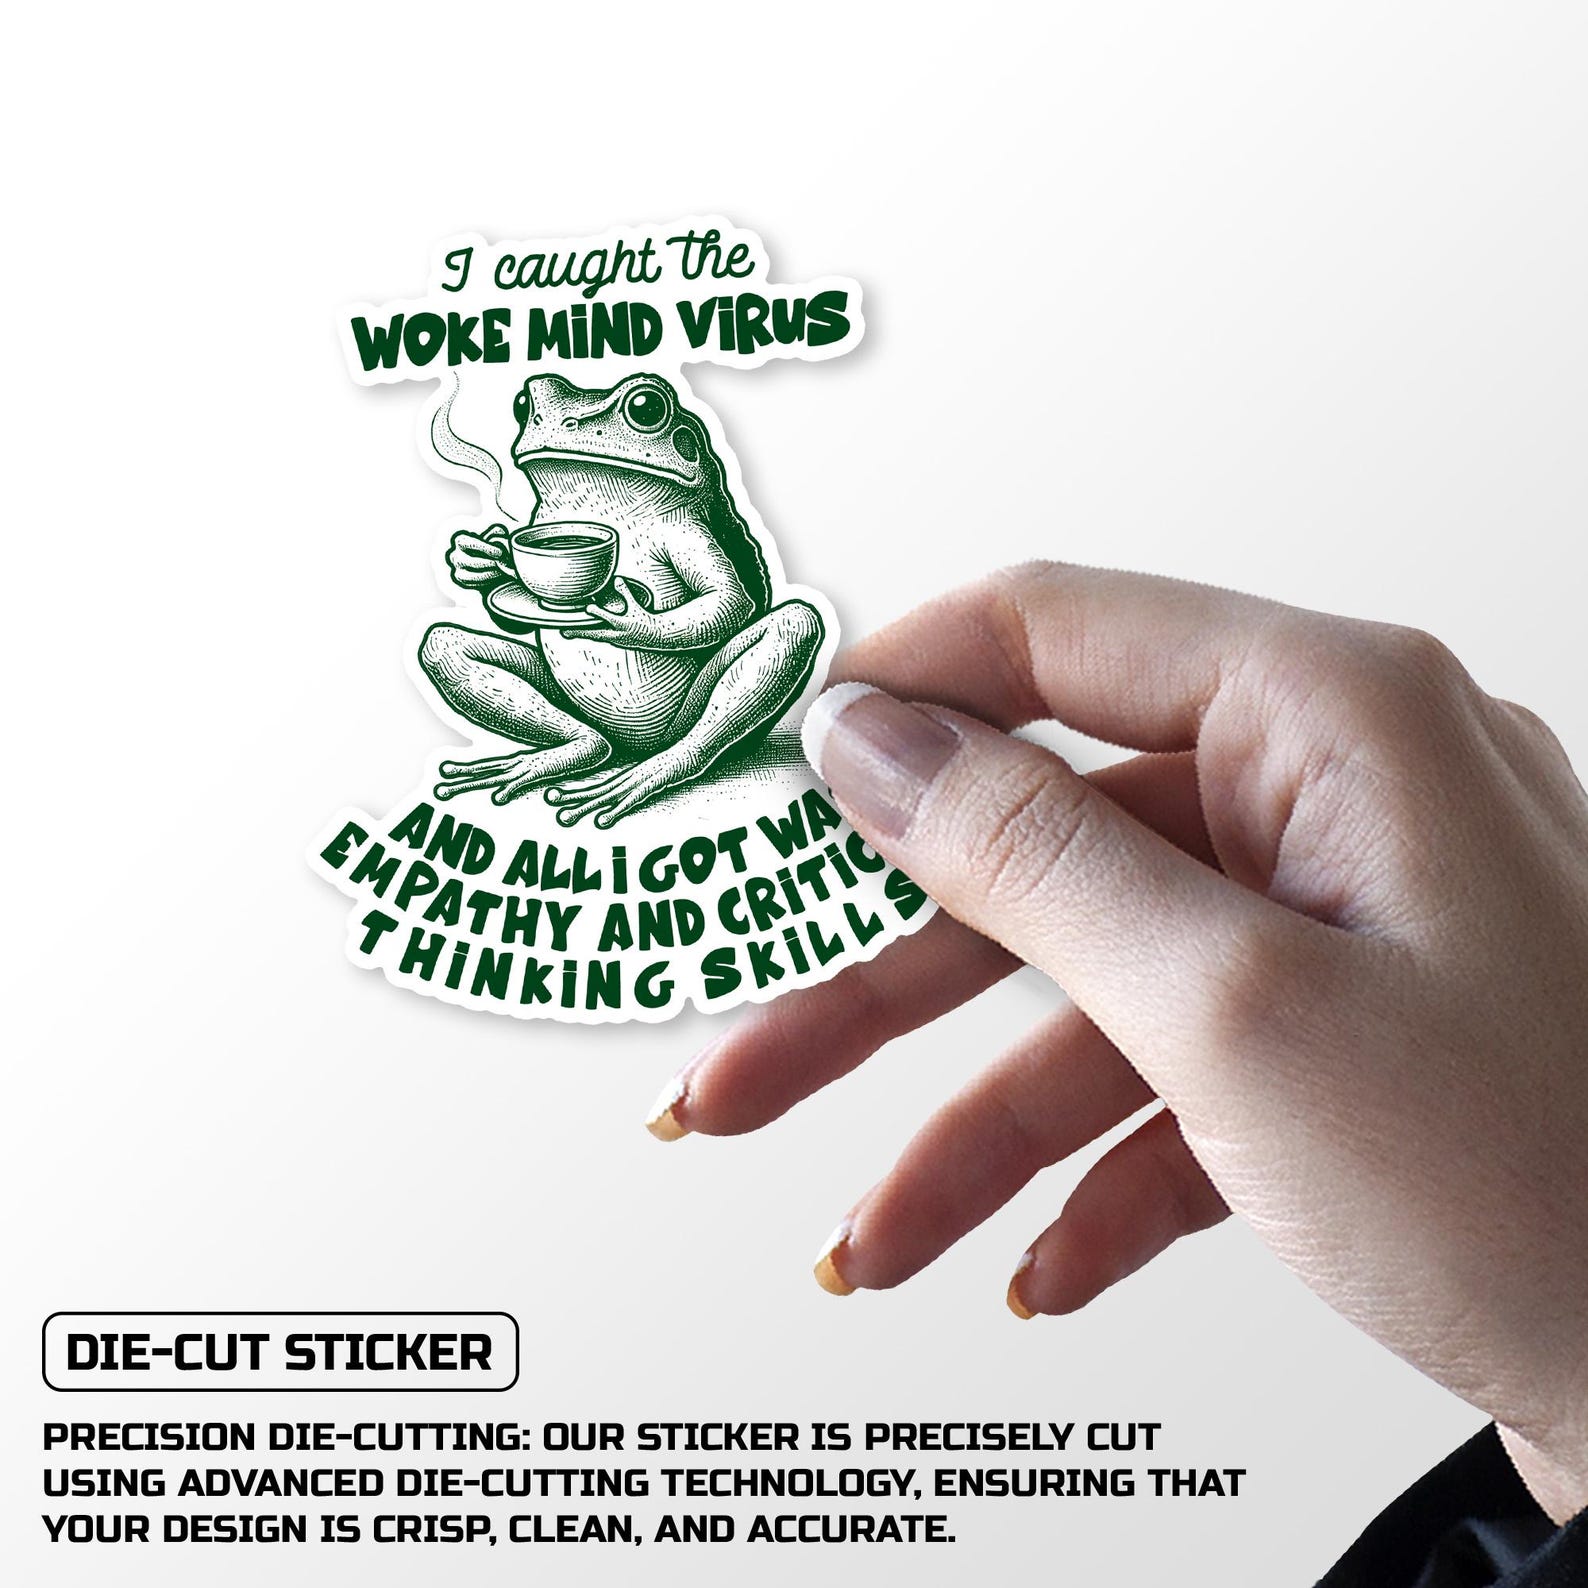 I caught the
WOKE MIND VIRUS
AND ALL I GOT
EMPATHY AND
THINKING SKILLS
DIE-CUT STICKER
PRECISION DIE-CUTTING: OUR STICKER IS PRECISELY CUT
USING ADVANCED DIE-CUTTING TECHNOLOGY, ENSURING THAT
YOUR DESIGN IS CRISP, CLEAN, AND ACCURATE.